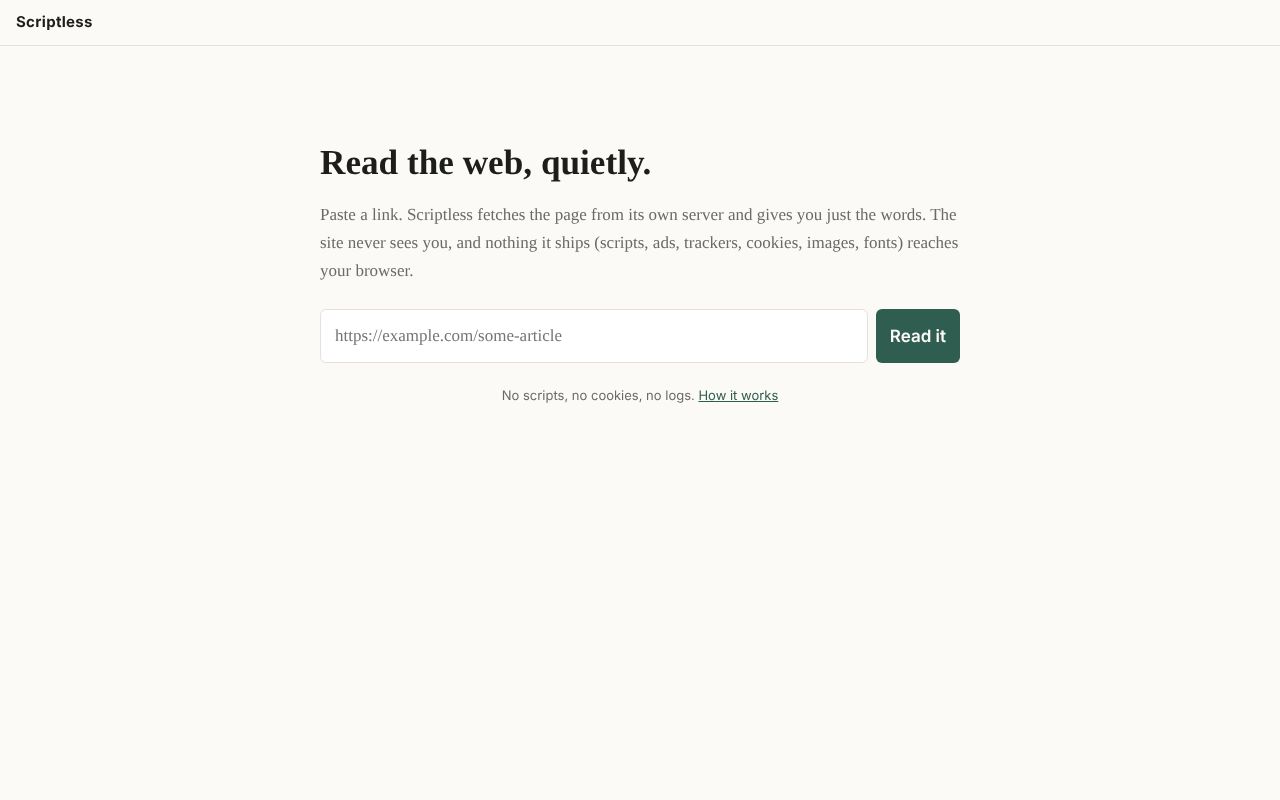 Scriptless
Read the web, quietly.
Paste a link. Scriptless fetches the page from its own server and gives you just the words. The
site never sees you, and nothing it ships (scripts, ads, trackers, cookies, images, fonts) reaches
your browser.
https://example.com/some-article
Read it
No scripts, no cookies, no logs. How it works